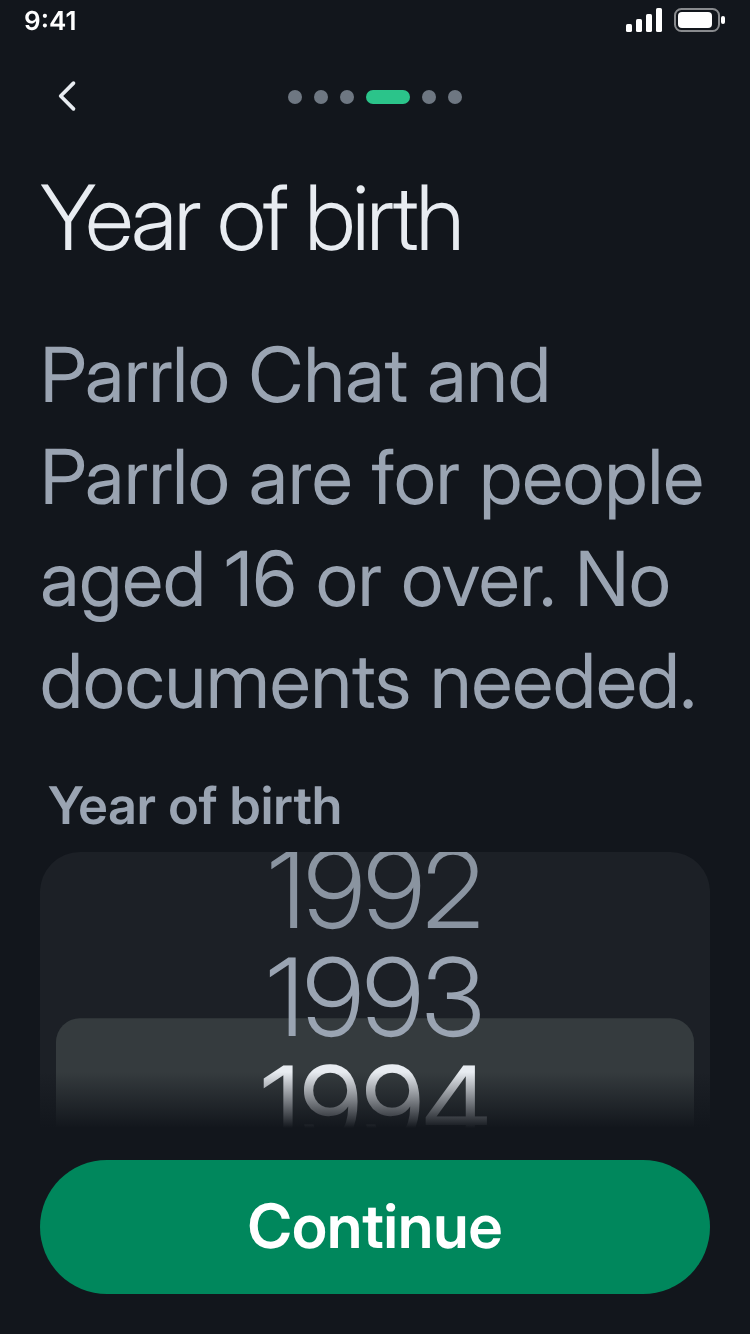 9:41
Year of birth
Parrlo Chat and
Parrlo are for people
aged 16 or over. No
documents needed.
Year of birth
1992
1993
1994
Continue